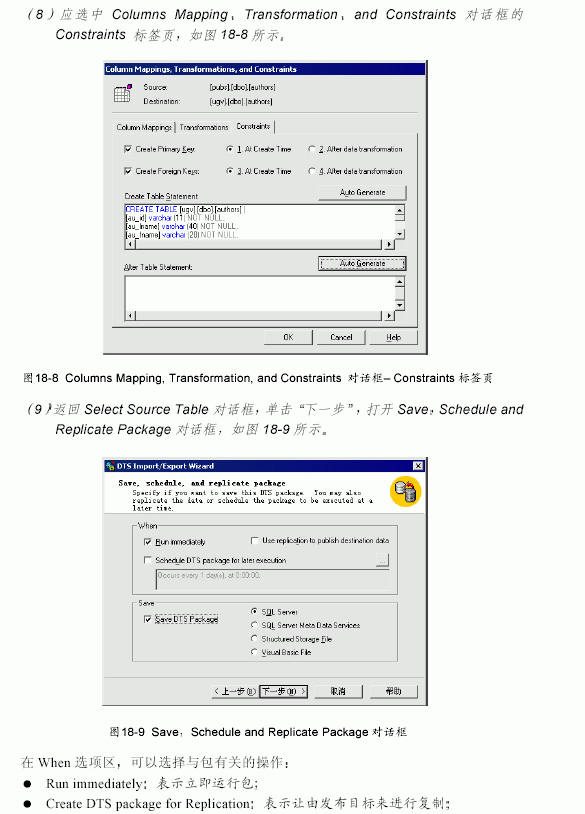 （8）应选中 Columns Mapping、Transformation、and Constraints 对话框的
Constraints 标签页，如图 18-8 所示。
Column Mappings, Transformations, and Constraints
Source: [pubs].[dbo].[authors]
Destination: [ugv].[dbo].[authors]
Column Mappings Transformations Constraints
Create Primary Key: 1. At Create Time 2. After data transformation
Create Foreign Keys: 3. At Create Time 4. After data transformation
Auto Generate
Create Table Statement
CREATE TABLE [ugv].[dbo].[authors] (
[au_id] varchar (11) NOT NULL,
[au_lname] varchar (40) NOT NULL,
[au_fname] varchar (20) NOT NULL,
Auto Generate
Alter Table Statement:
OK Cancel Help
图18-8 Columns Mapping, Transformation, and Constraints 对话框– Constraints 标签页
（9）返回 Select Source Table 对话框，单击“下一步”，打开 Save，Schedule and
Replicate Package 对话框，如图 18-9 所示。
DTS Import/Export Wizard
Save, schedule, and replicate package
Specify if you want to save this DTS package. You may also
replicate the data or schedule the package to be executed at a
later time.
When
Run immediately Use replication to publish destination data
Schedule DTS package for later execution ...
Occurs every 1 day(s), at 0:00:00.
Save
Save DTS Package SQL Server
SQL Server Meta Data Services
Structured Storage File
Visual Basic File
< 上一步(B) 下一步(N) > 取消 帮助
图18-9 Save，Schedule and Replicate Package 对话框
在 When 选项区，可以选择与包有关的操作：
● Run immediately：表示立即运行包；
● Create DTS package for Replication：表示让由发布目标来进行复制；